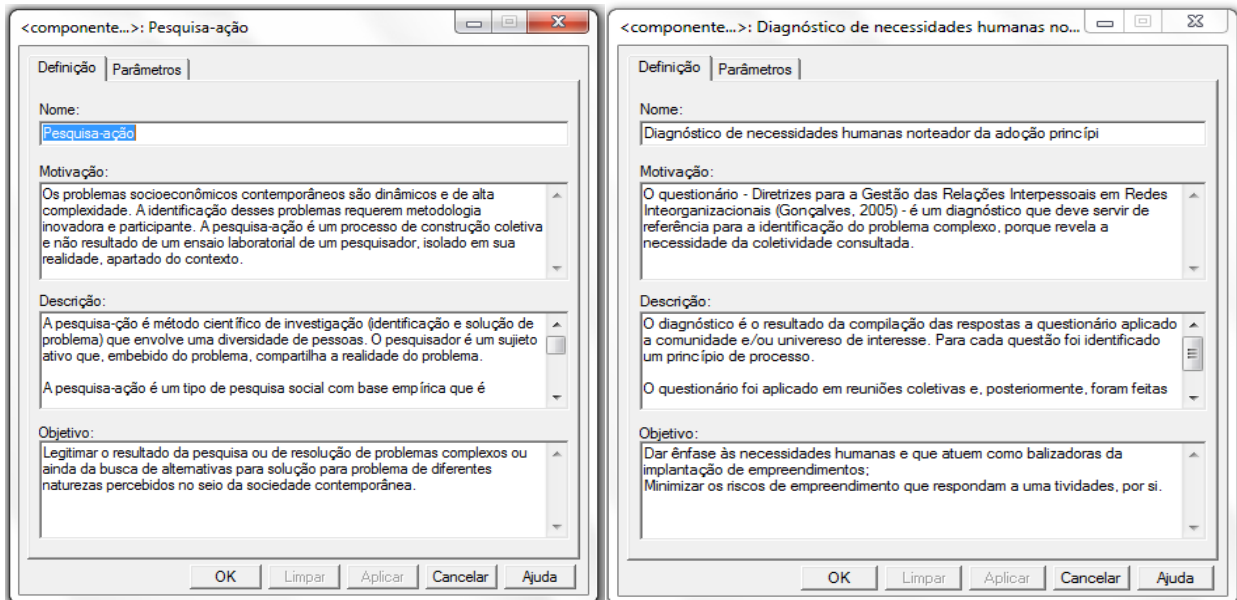 <componente...>: Pesquisa-ação
Definição
Parâmetros
Nome:
Pesquisa-ação
Motivação:
Os problemas socioeconômicos contemporâneos são dinâmicos e de alta
complexidade. A identificação desses problemas requerem metodologia
inovadora e participante. A pesquisa-ação é um processo de construção coletiva
e não resultado de um ensaio laboratorial de um pesquisador, isolado em sua
realidade, apartado do contexto.
Descrição:
A pesquisa-ção é método científico de investigação (identificação e solução de
problema) que envolve uma diversidade de pessoas. O pesquisador é um sujeito
ativo que, embebido do problema, compartilha a realidade do problema.
A pesquisa-ação é um tipo de pesquisa social com base empírica que é
Objetivo:
Legitimar o resultado da pesquisa ou de resolução de problemas complexos ou
ainda da busca de alternativas para solução para problema de diferentes
naturezas percebidos no seio da sociedade contemporânea.
OK
Limpar
Aplicar
Cancelar
Ajuda
<componente...>: Diagnóstico de necessidades humanas no...
Definição
Parâmetros
Nome:
Diagnóstico de necessidades humanas norteador da adoção princípi
Motivação:
O questionário - Diretrizes para a Gestão das Relações Interpessoais em Redes
Inteorganizacionais (Gonçalves, 2005) - é um diagnóstico que deve servir de
referência para a identificação do problema complexo, porque revela a
necessidade da coletividade consultada.
Descrição:
O diagnóstico é o resultado da compilação das respostas a questionário aplicado
a comunidade e/ou univereso de interesse. Para cada questão foi identificado
um princípio de processo.
O questionário foi aplicado em reuniões coletivas e, posteriormente, foram feitas
Objetivo:
Dar ênfase às necessidades humanas e que atuem como balizadoras da
implantação de empreendimentos;
Minimizar os riscos de empreendimento que respondam a uma tividades, por si.
OK
Limpar
Aplicar
Cancelar
Ajuda